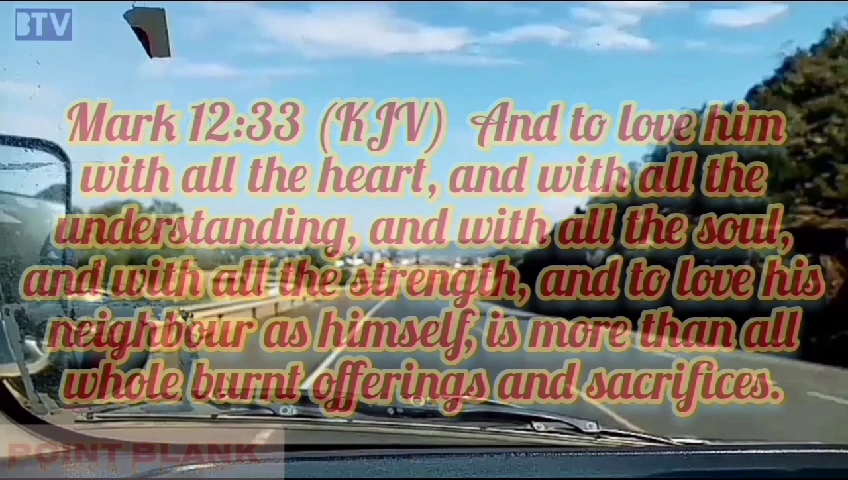 BTV
Mark 12:33 (KJV) And to love him
with all the heart, and with all the
understanding, and with all the soul,
and with all the strength, and to love his
neighbour as himself, is more than all
whole burnt offerings and sacrifices.
POINT BLANK